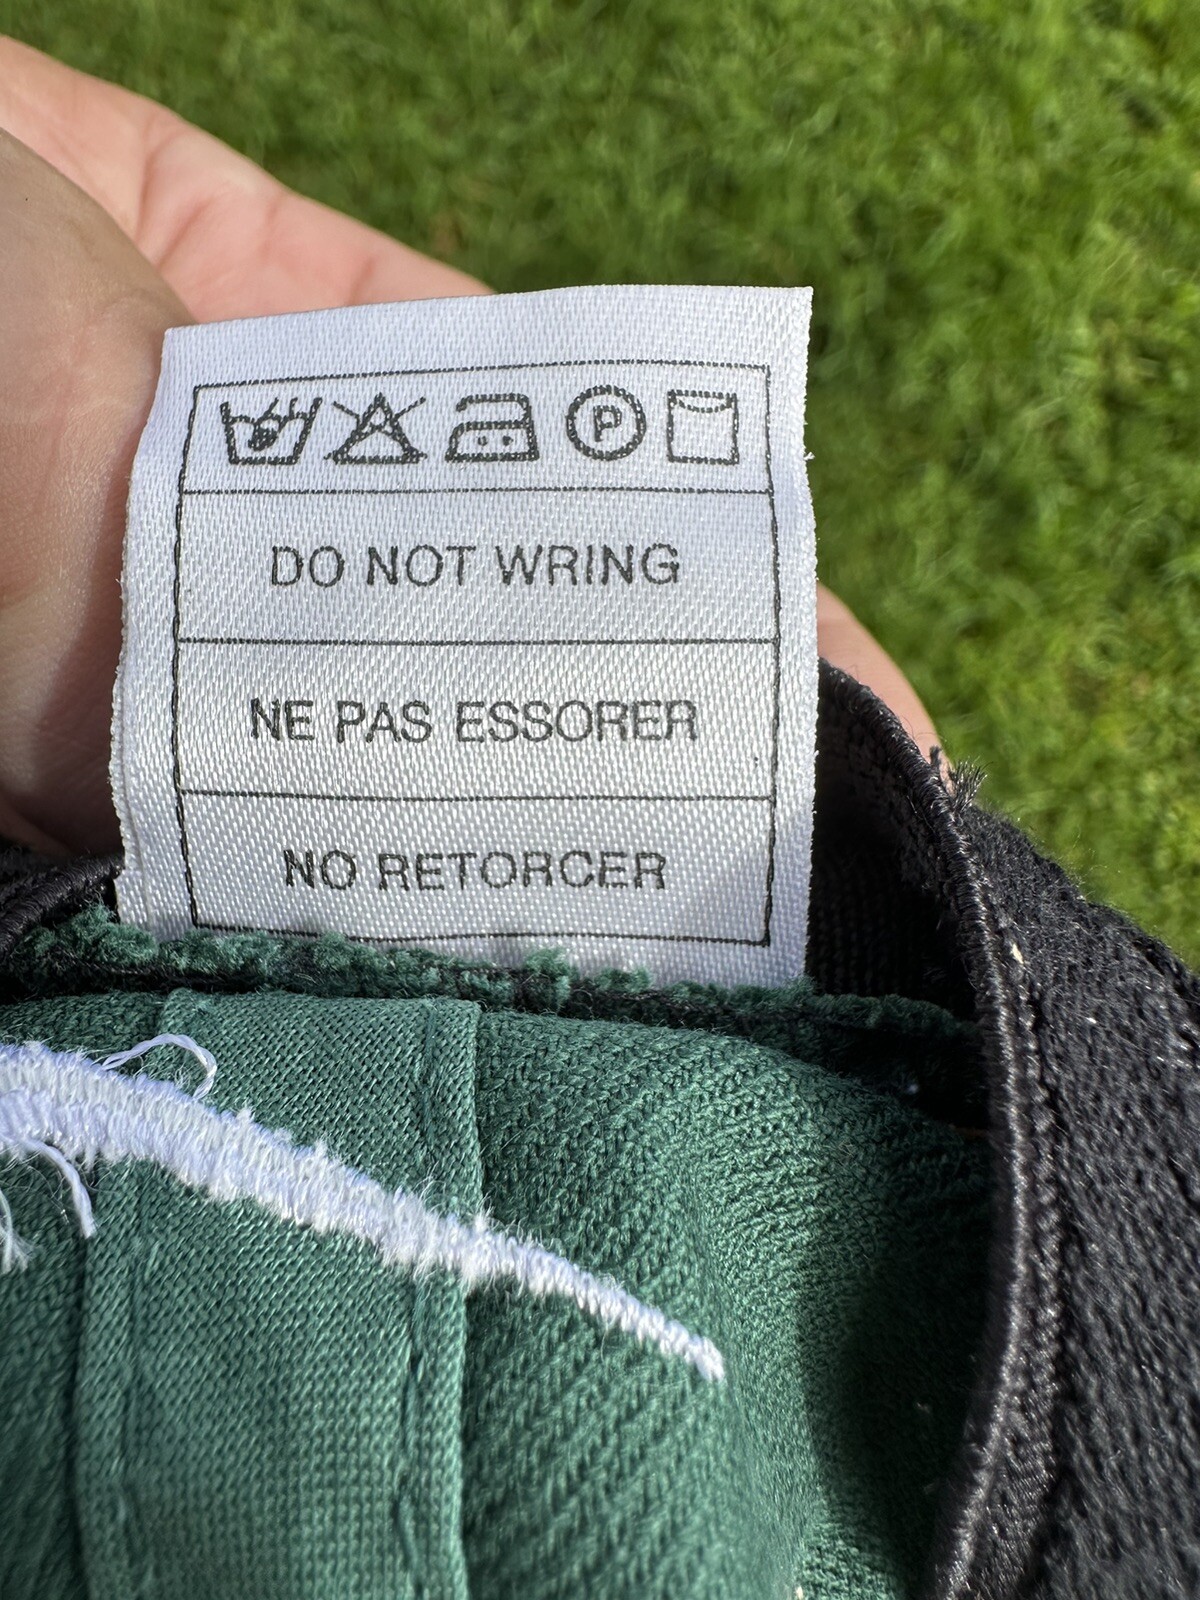 P
DO NOT WRING
NE PAS ESSORER
NO RETORCER